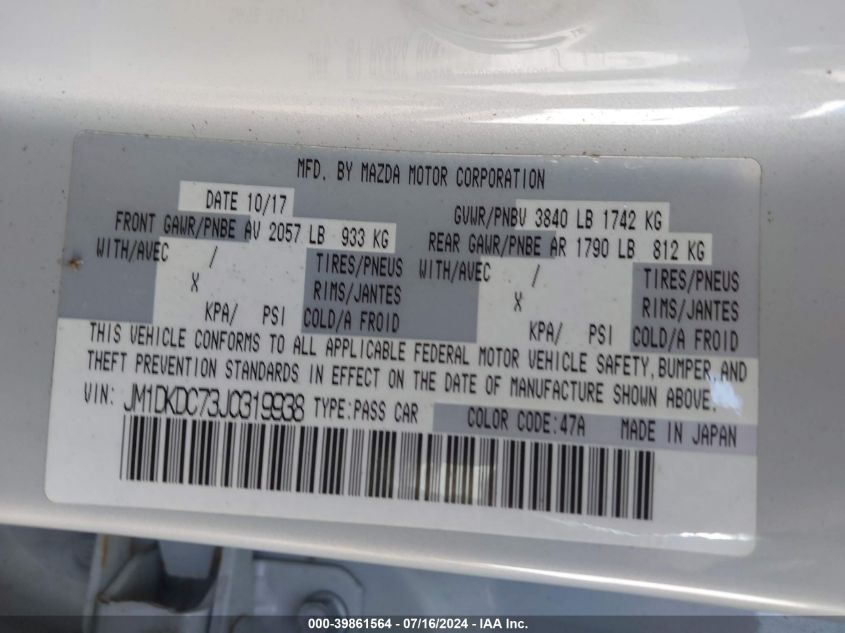 MFD. BY MAZDA MOTOR CORPORATION
DATE 10/17
GVWR/PNBV 3840 LB 1742 KG
FRONT GAWR/PNBE AV 2057 LB 933 KG
REAR GAWR/PNBE AR 1790 LB 812 KG
WITH/AVEC / TIRES/PNEUS
WITH/AVEC / TIRES/PNEUS
X RIMS/JANTES
X RIMS/JANTES
KPA/ PSI COLD/A FROID
KPA/ PSI COLD/A FROID
THIS VEHICLE CONFORMS TO ALL APPLICABLE FEDERAL MOTOR VEHICLE SAFETY, BUMPER, AND
THEFT PREVENTION STANDARDS IN EFFECT ON THE DATE OF MANUFACTURE SHOWN ABOVE.
VIN: JM1DKDC73J0319938 TYPE:PASS CAR COLOR CODE:47A MADE IN JAPAN
000-39861564 / 07/16/2024 - IAA Inc.